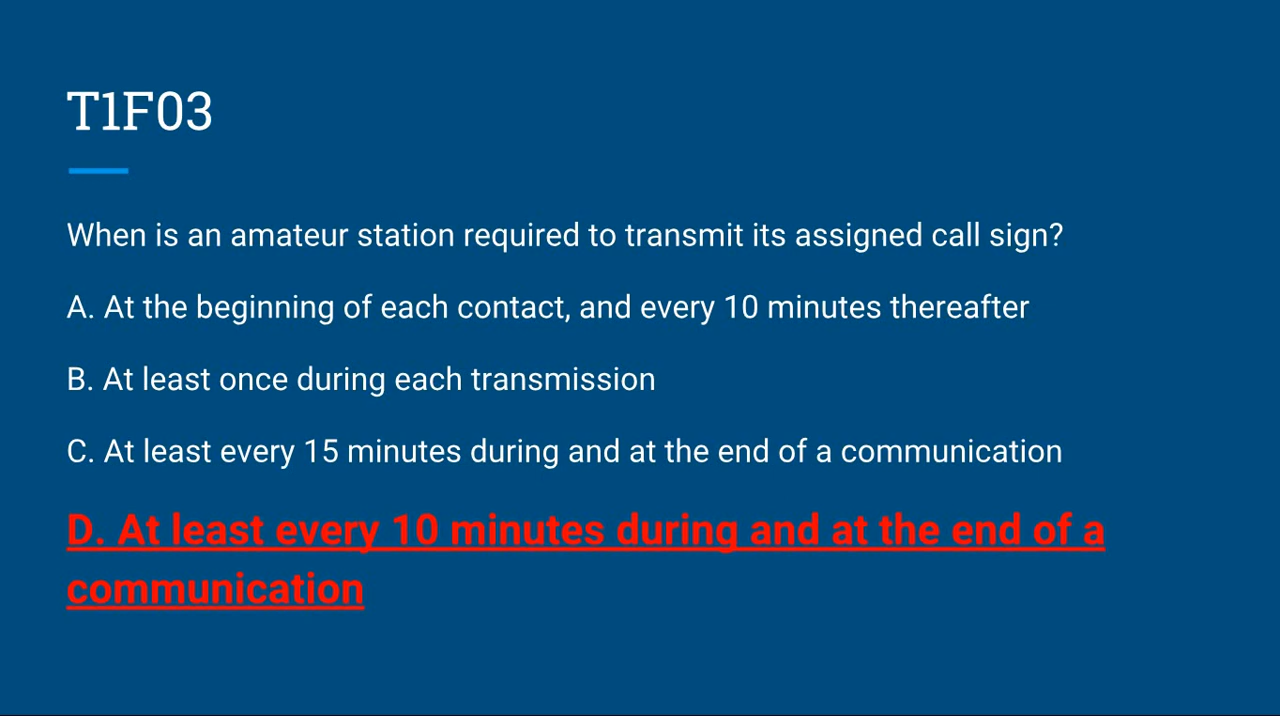 T1F03
When is an amateur station required to transmit its assigned call sign?
A. At the beginning of each contact, and every 10 minutes thereafter
B. At least once during each transmission
C. At least every 15 minutes during and at the end of a communication
D. At least every 10 minutes during and at the end of a
communication